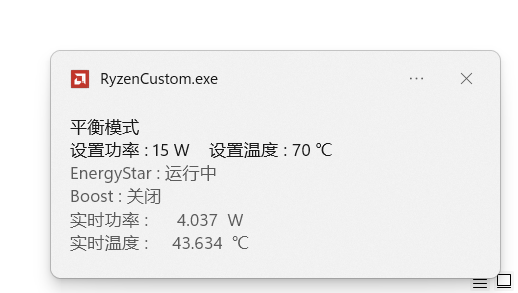 RyzenCustom.exe
平衡模式
设置功率 : 15 W 设置温度 : 70 ℃
EnergyStar : 运行中
Boost : 关闭
实时功率 : 4.037 W
实时温度 : 43.634 ℃